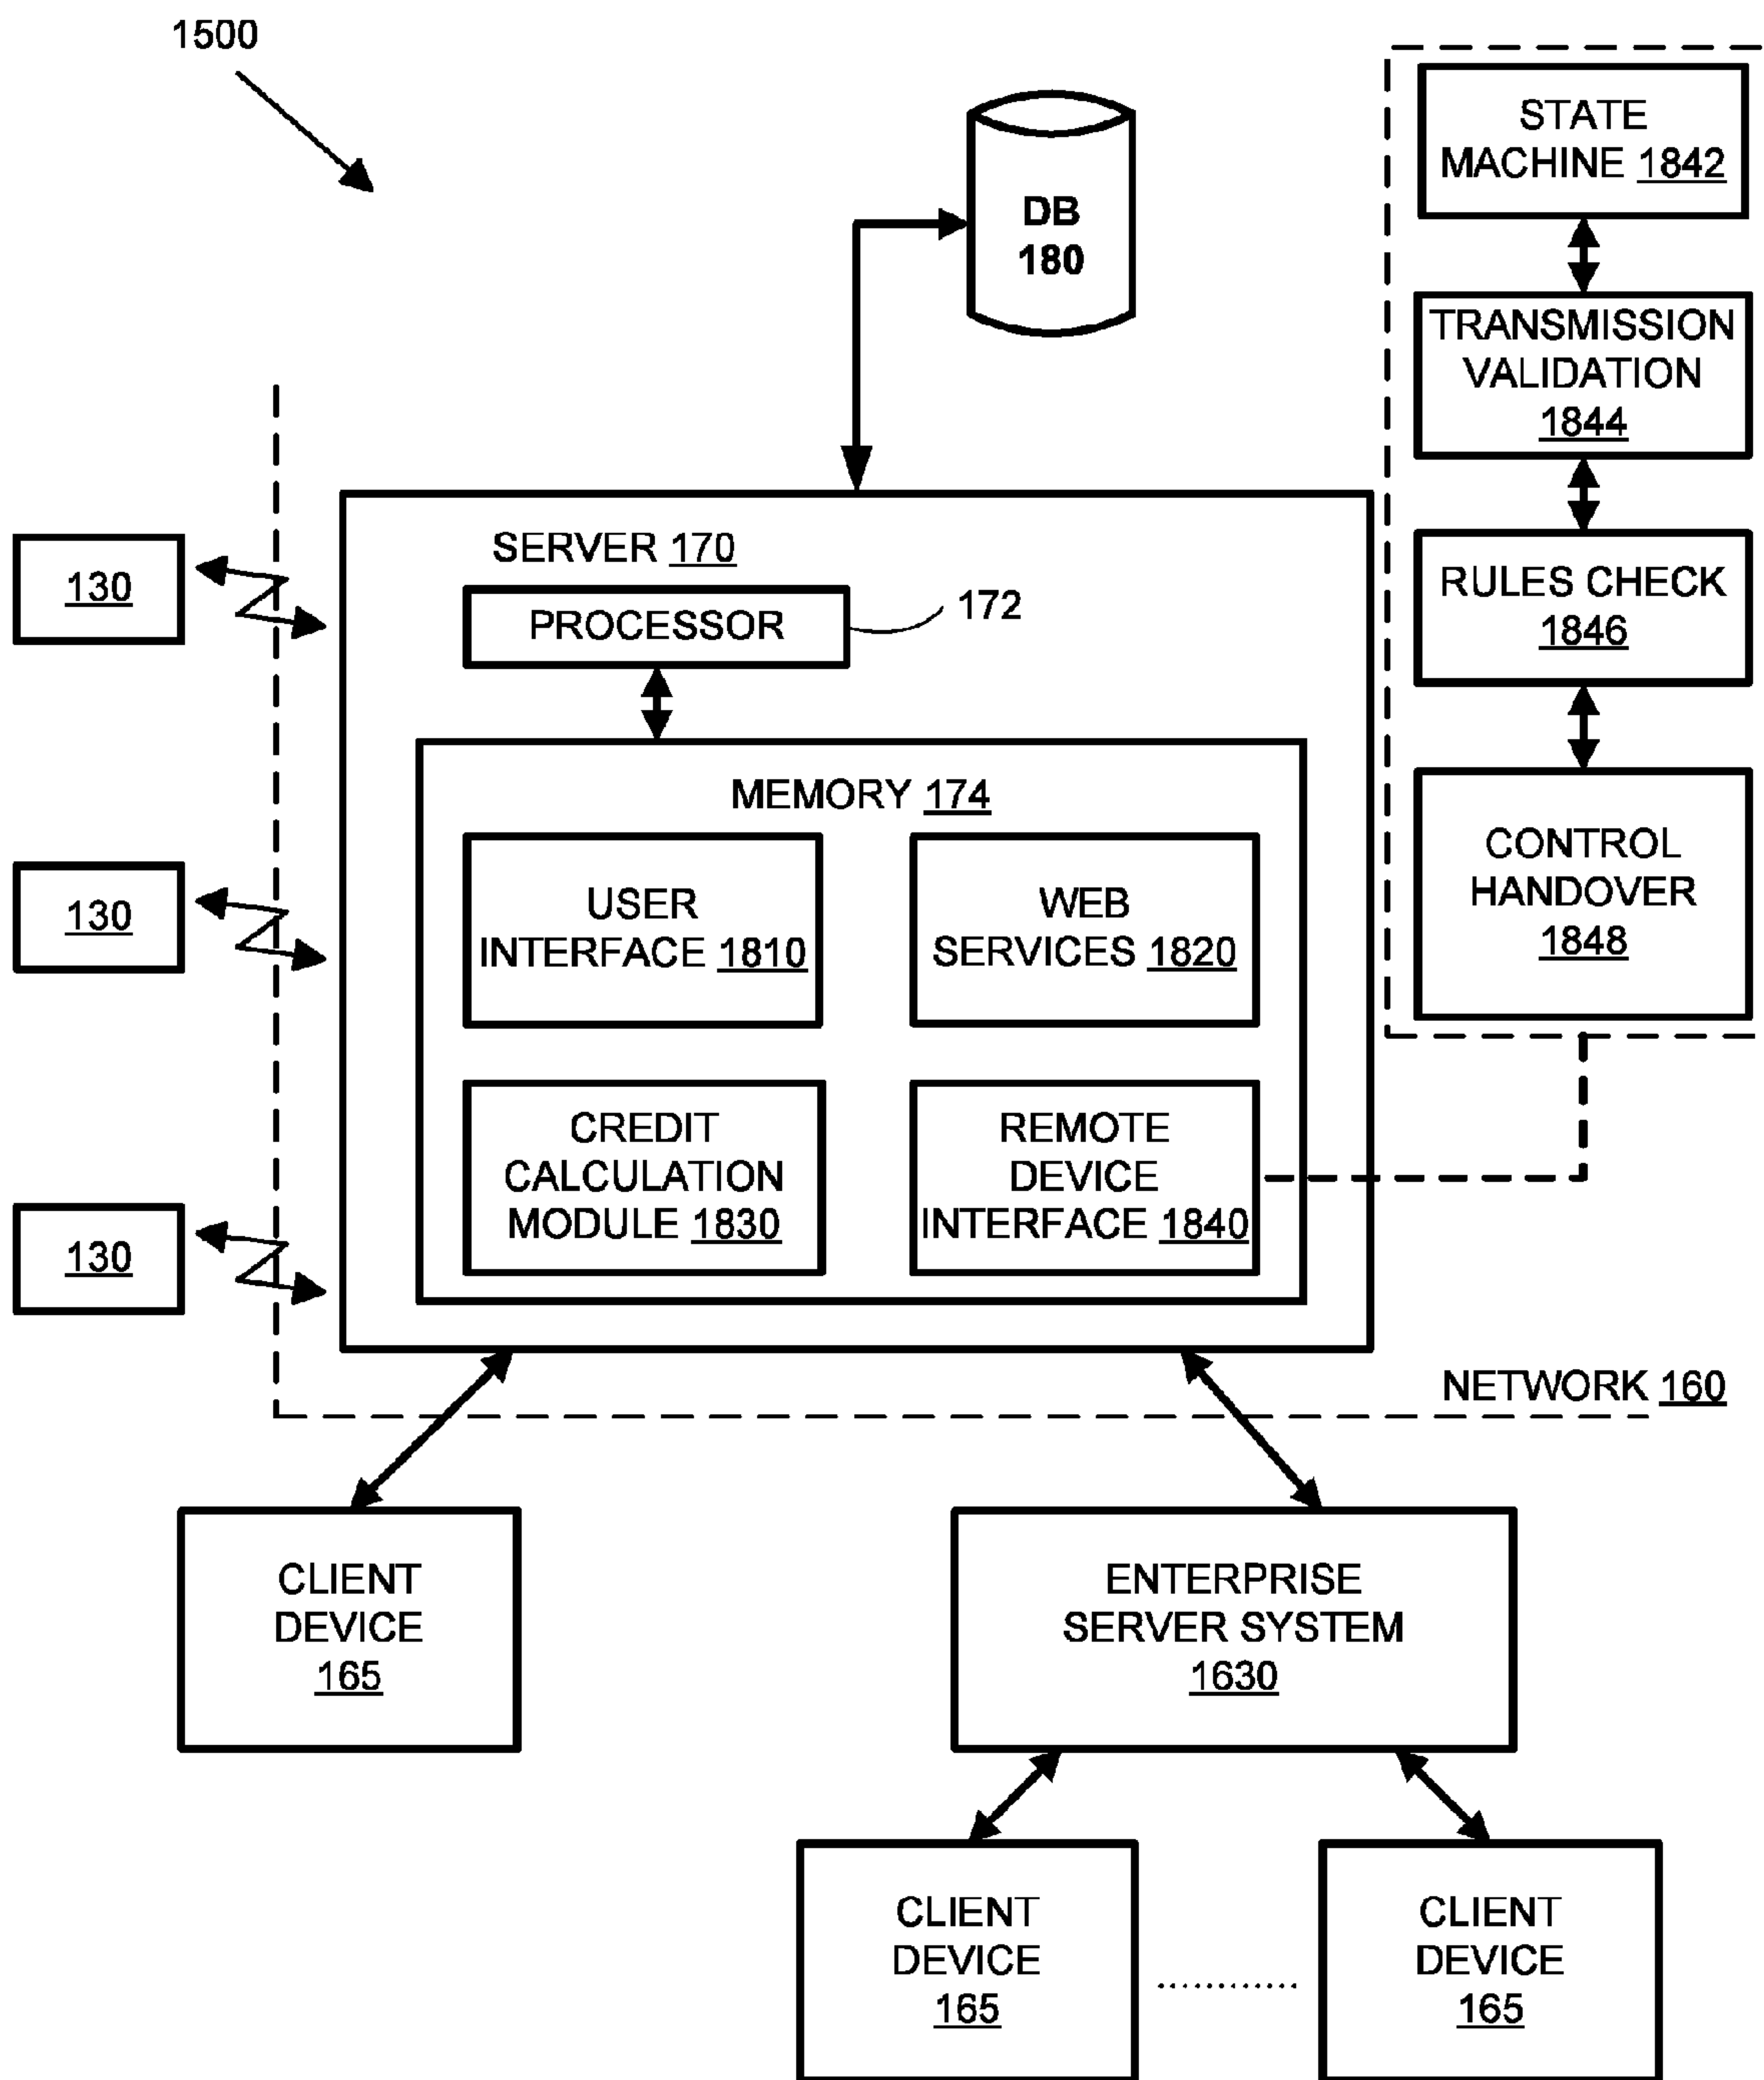 1500
DB
180
STATE
MACHINE 1842
TRANSMISSION
VALIDATION
1844
RULES CHECK
1846
CONTROL
HANDOVER
1848
130
130
130
SERVER 170
PROCESSOR
172
MEMORY 174
USER
INTERFACE 1810
WEB
SERVICES 1820
CREDIT
CALCULATION
MODULE 1830
REMOTE
DEVICE
INTERFACE 1840
NETWORK 160
CLIENT
DEVICE
165
ENTERPRISE
SERVER SYSTEM
1630
CLIENT
DEVICE
165
CLIENT
DEVICE
165